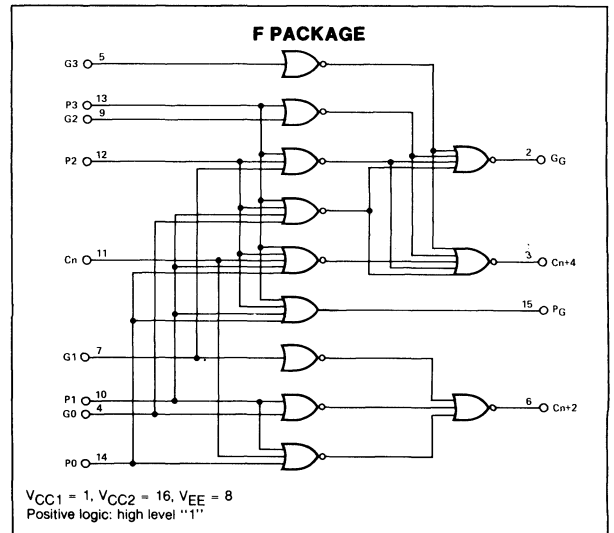 F PACKAGE
G3 5
P3 13
G2 9
P2 12
2 GG
Cn 11
3 Cn+4
15 PG
G1 7
P1 10
G0 4
6 Cn+2
P0 14
VCC1 = 1, VCC2 = 16, VEE = 8
Positive logic: high level "1"